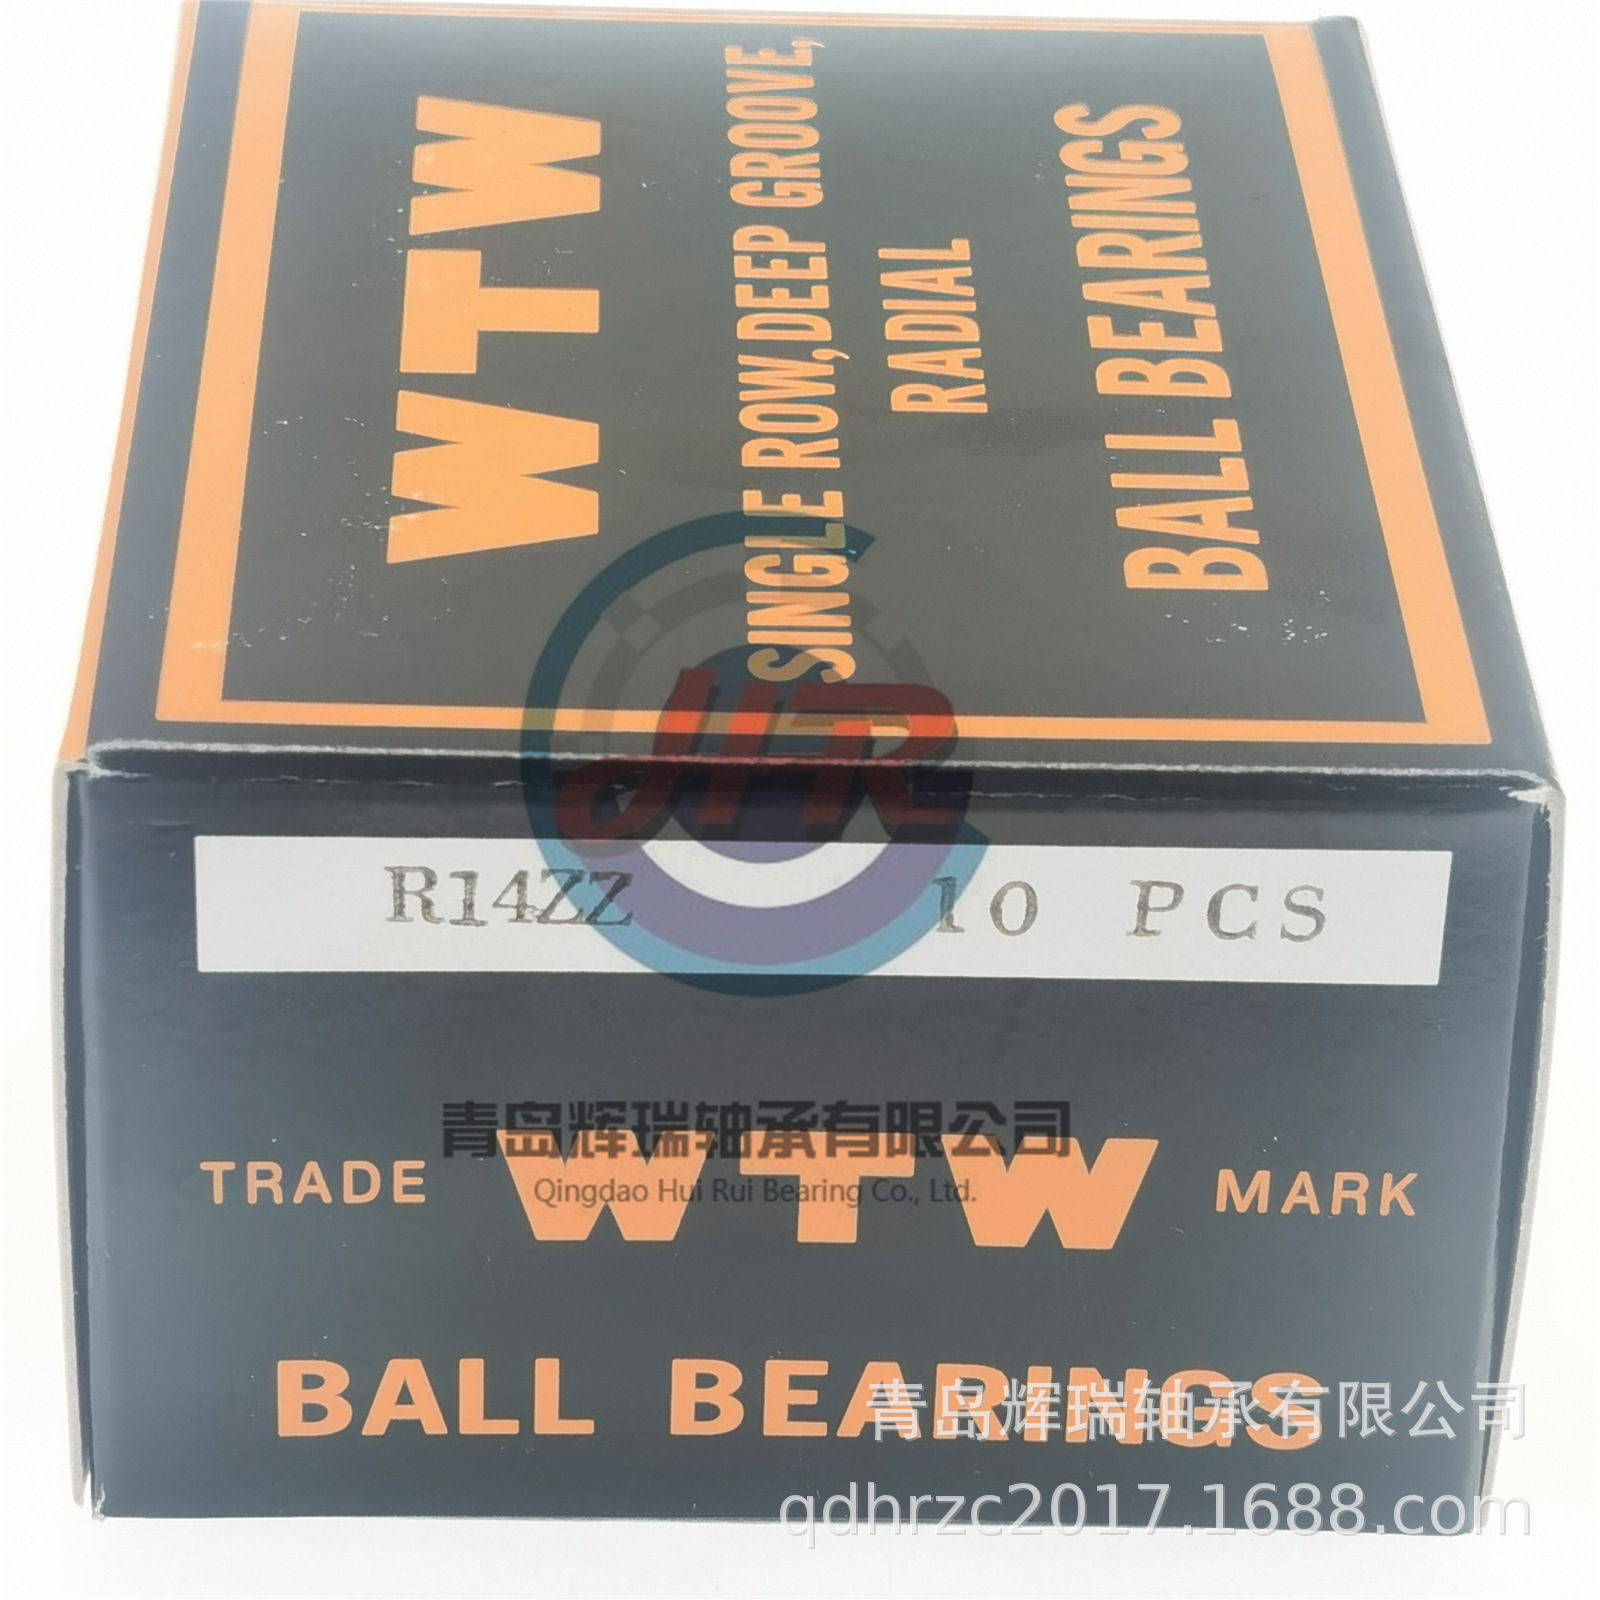 WTW
SINGLE ROW,DEEP GROOVE,
RADIAL
BALL BEARINGS
HR
R14ZZ 10 PCS
青岛辉瑞轴承有限公司
TRADE WTW MARK
Qingdao Hui Rui Bearing Co., Ltd.
BALL BEARINGS
青岛辉瑞轴承有限公司
qdhrzc2017.1688.com